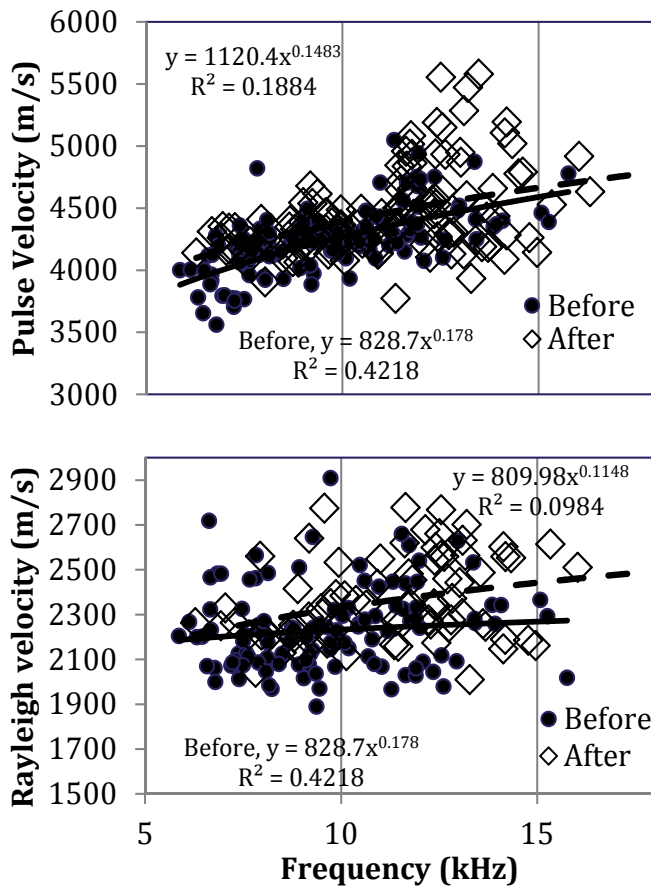 6000
5500
5000
4500
4000
3500
3000
Pulse Velocity (m/s)
y = 1120.4x^0.1483
R² = 0.1884
Before
After
Before, y = 828.7x^0.178
R² = 0.4218
2900
2700
2500
2300
2100
1900
1700
1500
Rayleigh velocity (m/s)
y = 809.98x^0.1148
R² = 0.0984
Before
After
Before, y = 828.7x^0.178
R² = 0.4218
5 10 15
Frequency (kHz)